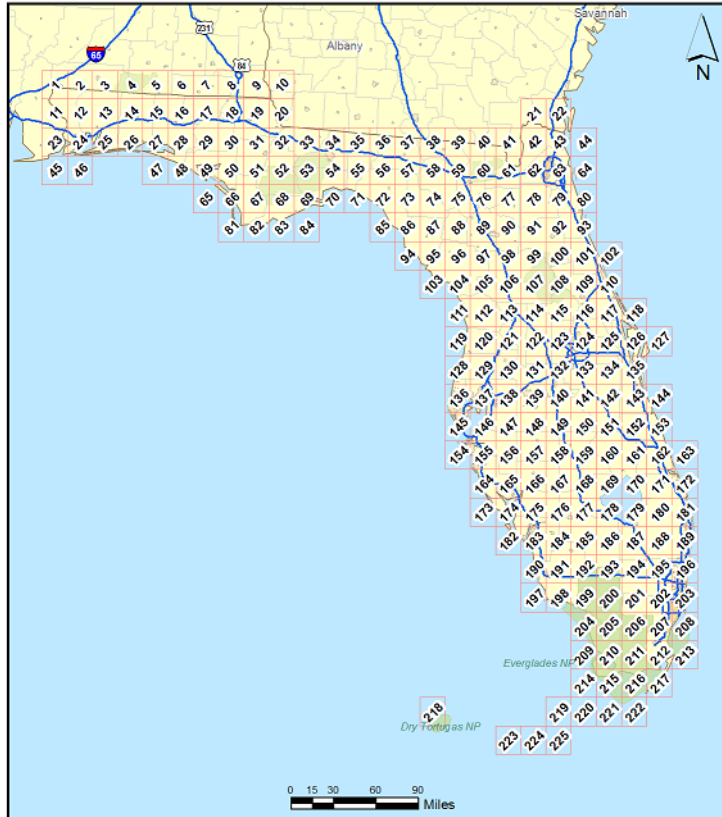 Savannah
231
Albany
65
84
N
1 2 3 4 5 6 7 8 9 10
11 12 13 14 15 16 17 18 19 20 21 22
23 24 25 26 27 28 29 30 31 32 33 34 35 36 37 38 39 40 41 42 43 44
45 46 47 48 49 50 51 52 53 54 55 56 57 58 59 60 61 62 63 64
65 66 67 68 69 70 71 72 73 74 75 76 77 78 79 80
81 82 83 84 85 86 87 88 89 90 91 92 93
94 95 96 97 98 99 100 101 102
103 104 105 106 107 108 109 110
111 112 113 114 115 116 117 118
119 120 121 122 123 124 125 126 127
128 129 130 131 132 133 134 135
136 137 138 139 140 141 142 143 144
145 146 147 148 149 150 151 152 153
154 155 156 157 158 159 160 161 162 163
164 165 166 167 168 169 170 171 172
173 174 175 176 177 178 179 180 181
182 183 184 185 186 187 188 189
190 191 192 193 194 195 196
197 198 199 200 201 202 203
204 205 206 207 208
Everglades NP
209 210 211 212 213
214 215 216 217
218 219 220 221 222
Dry Tortugas NP
223 224 225
0 15 30 60 90
Miles